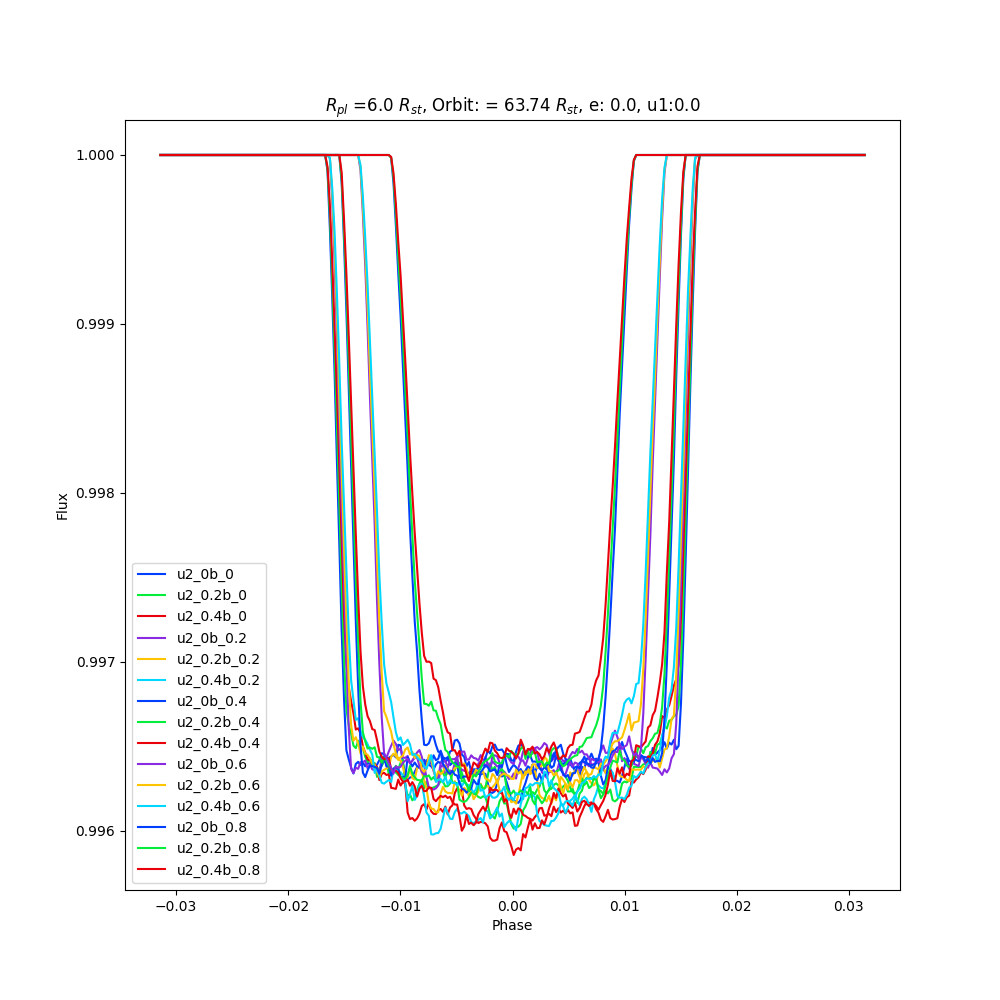 R_pl =6.0 R_st, Orbit: = 63.74 R_st, e: 0.0, u1:0.0
1.000
0.999
0.998
0.997
0.996
Flux
u2_0b_0
u2_0.2b_0
u2_0.4b_0
u2_0b_0.2
u2_0.2b_0.2
u2_0.4b_0.2
u2_0b_0.4
u2_0.2b_0.4
u2_0.4b_0.4
u2_0b_0.6
u2_0.2b_0.6
u2_0.4b_0.6
u2_0b_0.8
u2_0.2b_0.8
u2_0.4b_0.8
−0.03 −0.02 −0.01 0.00 0.01 0.02 0.03
Phase